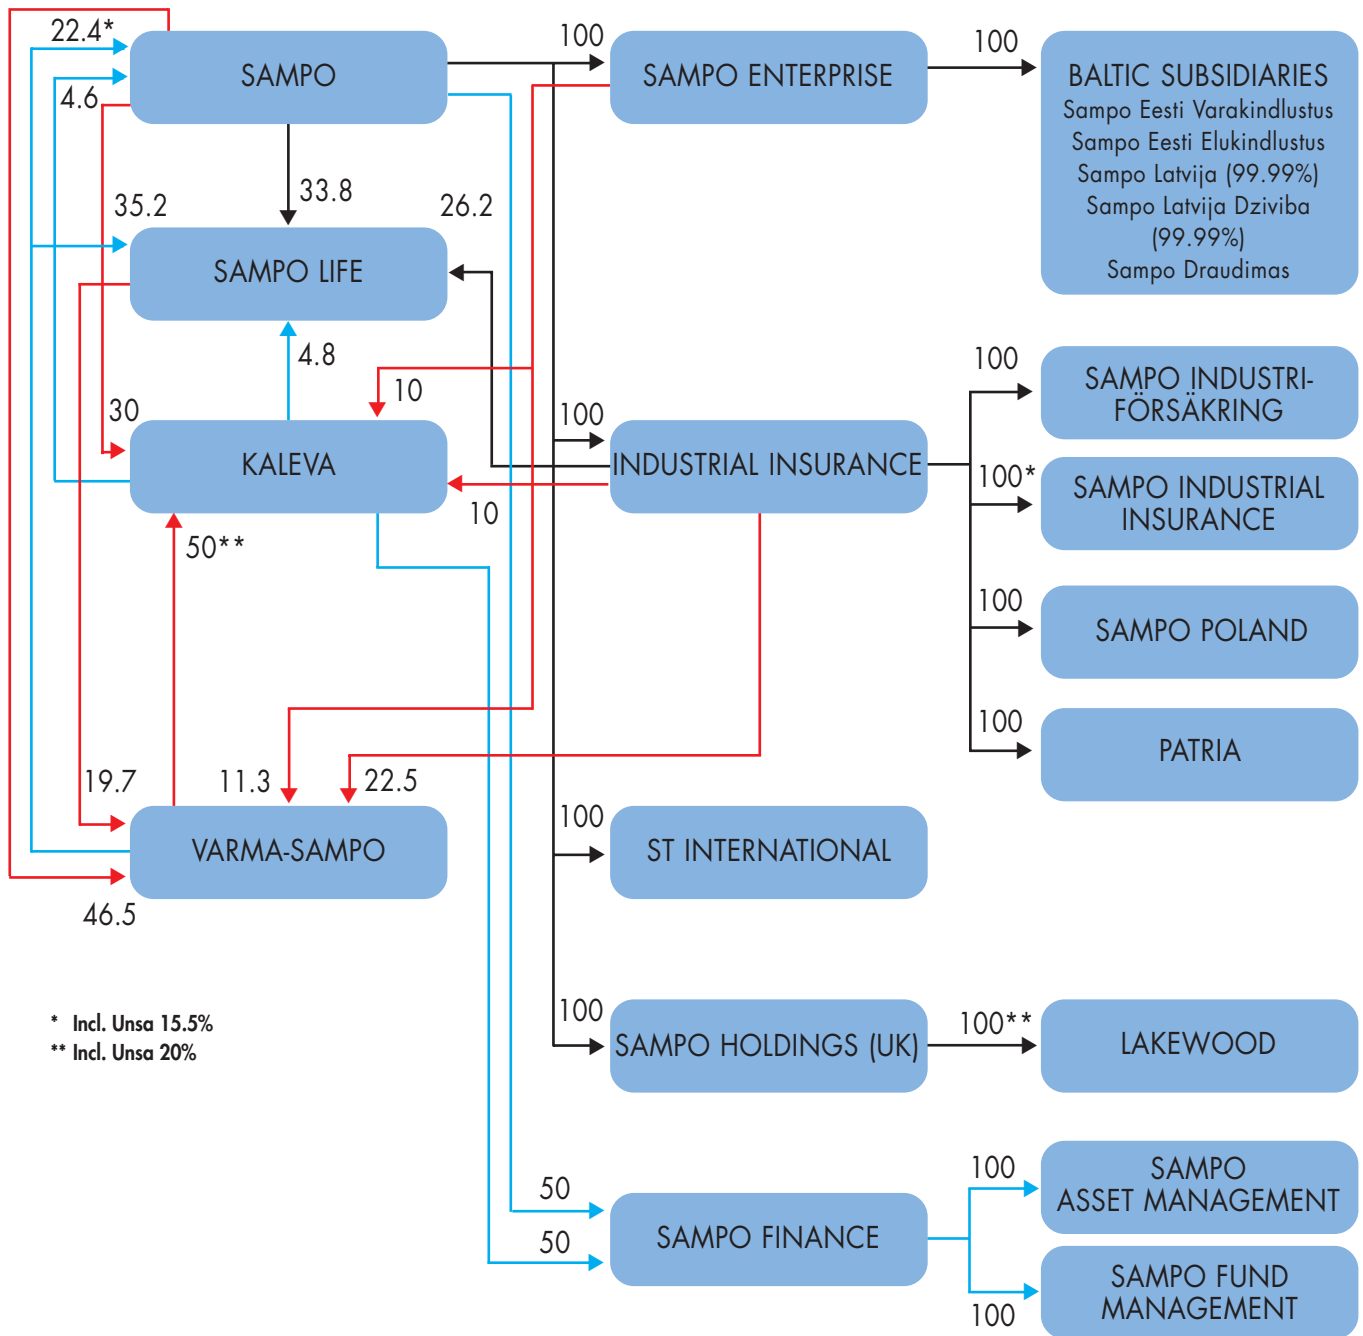 22.4*
SAMPO
4.6
100
SAMPO ENTERPRISE
100
BALTIC SUBSIDIARIES
Sampo Eesti Varakindlustus
Sampo Eesti Elukindlustus
Sampo Latvija (99.99%)
Sampo Latvija Dziviba
(99.99%)
Sampo Draudimas
35.2
33.8
26.2
SAMPO LIFE
4.8
10
30
KALEVA
10
50**
100
INDUSTRIAL INSURANCE
100
SAMPO INDUSTRI-
FÖRSÄKRING
100*
SAMPO INDUSTRIAL
INSURANCE
100
SAMPO POLAND
100
PATRIA
19.7
11.3
22.5
VARMA-SAMPO
46.5
100
ST INTERNATIONAL
100
SAMPO HOLDINGS (UK)
100**
LAKEWOOD
* Incl. Unsa 15.5%
** Incl. Unsa 20%
50
50
SAMPO FINANCE
100
SAMPO
ASSET MANAGEMENT
100
SAMPO FUND
MANAGEMENT